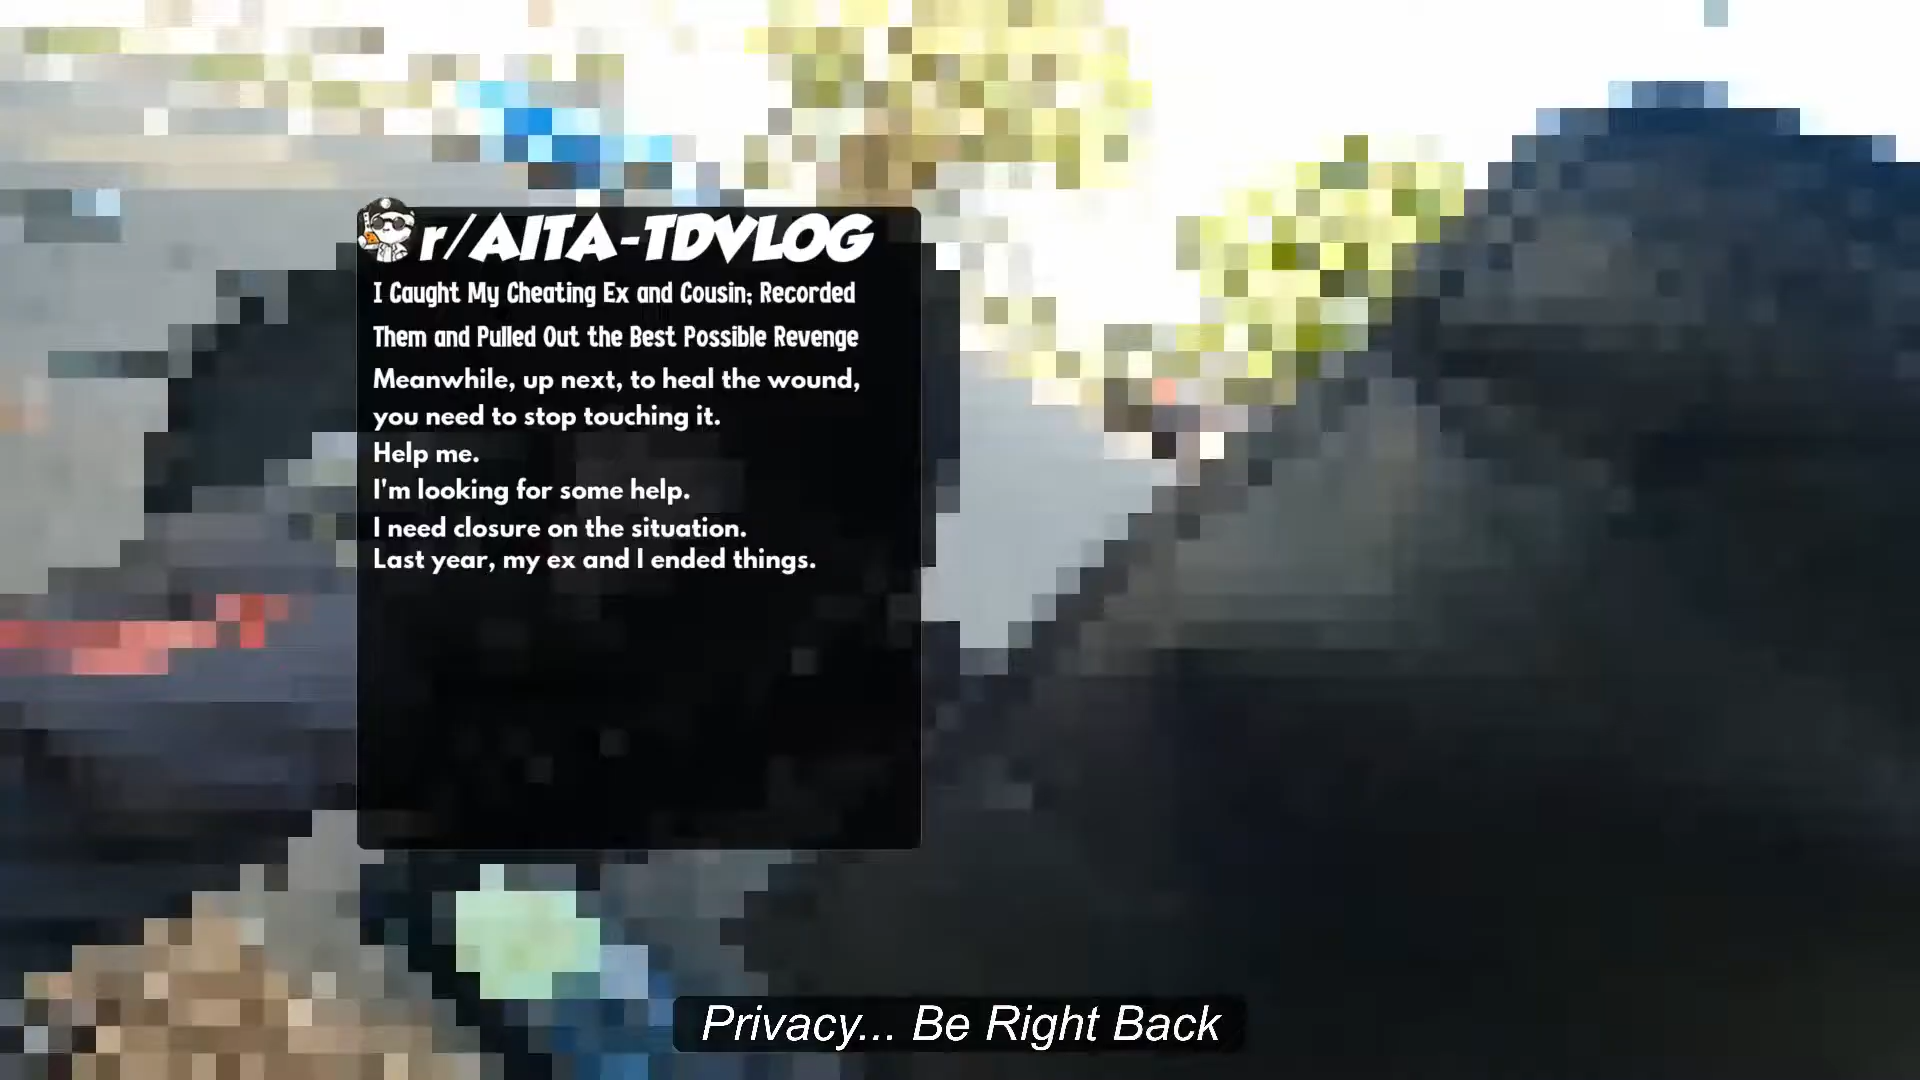 r/AITA-TDVLOG
I Caught My Cheating Ex and Cousin; Recorded
Them and Pulled Out the Best Possible Revenge
Meanwhile, up next, to heal the wound,
you need to stop touching it.
Help me.
I'm looking for some help.
I need closure on the situation.
Last year, my ex and I ended things.
Privacy... Be Right Back